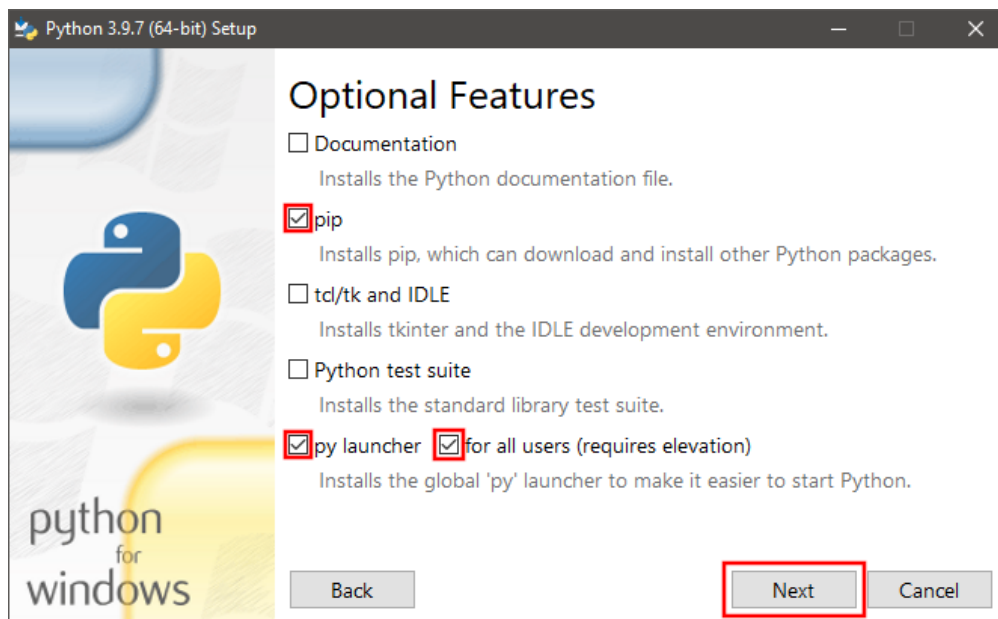 Python 3.9.7 (64-bit) Setup
Optional Features
Documentation
Installs the Python documentation file.
pip
Installs pip, which can download and install other Python packages.
tcl/tk and IDLE
Installs tkinter and the IDLE development environment.
Python test suite
Installs the standard library test suite.
py launcher for all users (requires elevation)
Installs the global 'py' launcher to make it easier to start Python.
python
for
windows
Back Next Cancel